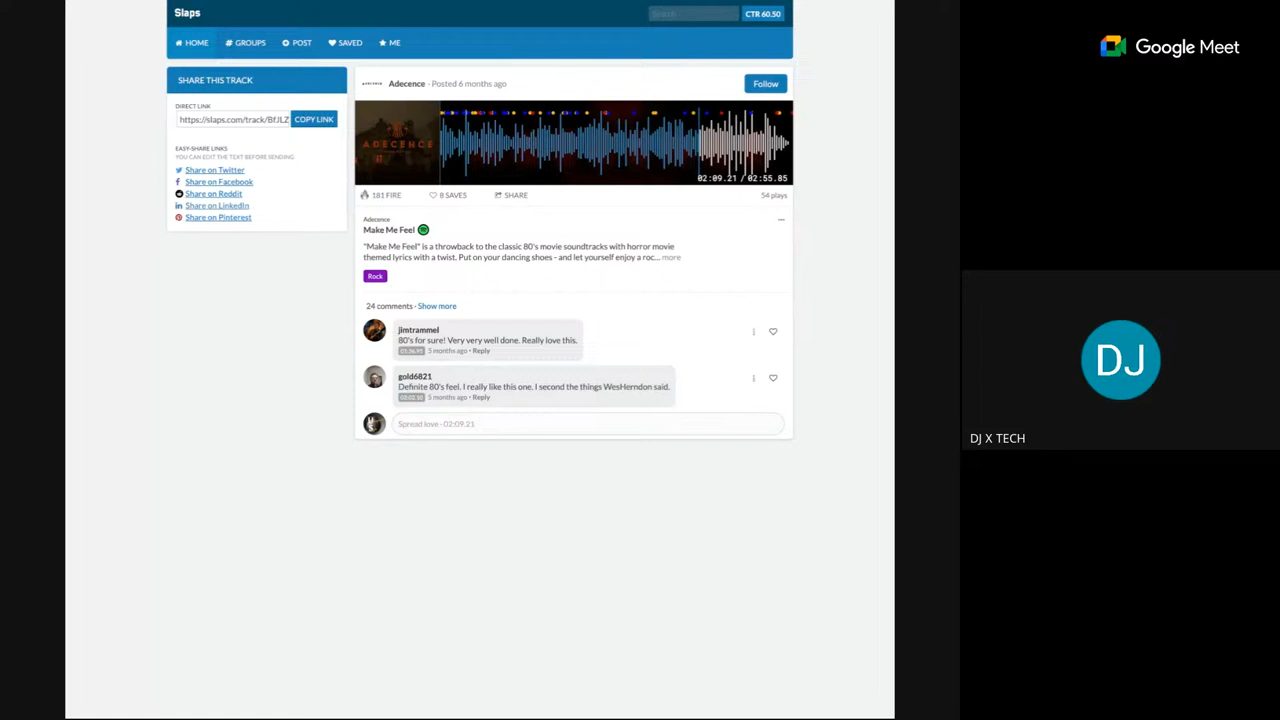 Slaps
Search
CTR 60.50
HOME
GROUPS
POST
SAVED
ME
SHARE THIS TRACK
DIRECT LINK
https://slaps.com/track/BfJLZ
COPY LINK
EASY-SHARE LINKS
YOU CAN EDIT THE TEXT BEFORE SENDING
Share on Twitter
Share on Facebook
Share on Reddit
Share on LinkedIn
Share on Pinterest
Adecence - Posted 6 months ago
Follow
ADECENCE
02:09.21 / 02:55.85
181 FIRE
8 SAVES
SHARE
54 plays
Adecence
Make Me Feel
"Make Me Feel" is a throwback to the classic 80's movie soundtracks with horror movie
themed lyrics with a twist. Put on your dancing shoes - and let yourself enjoy a roc... more
Rock
24 comments - Show more
jimtrammel
80's for sure! Very very well done. Really love this.
5 months ago • Reply
gold6821
Definite 80's feel. I really like this one. I second the things WesHerndon said.
5 months ago • Reply
Spread love - 02:09.21
Google Meet
DJ
DJ X TECH